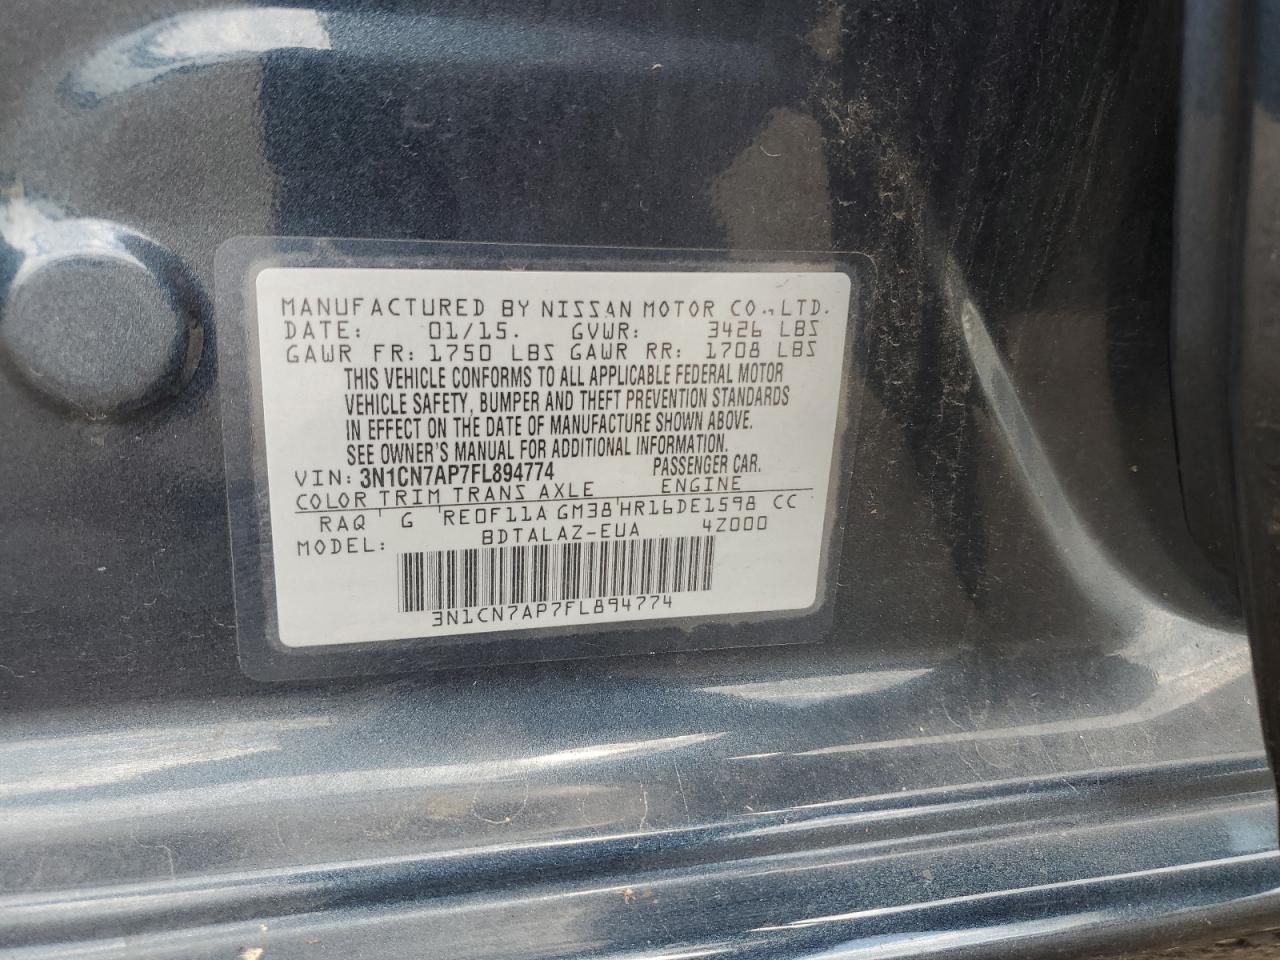 MANUFACTURED BY NISSAN MOTOR CO., LTD.
DATE: 01/15. GVWR: 3426 LBS
GAWR FR: 1750 LBS GAWR RR: 1708 LBS
THIS VEHICLE CONFORMS TO ALL APPLICABLE FEDERAL MOTOR
VEHICLE SAFETY, BUMPER AND THEFT PREVENTION STANDARDS
IN EFFECT ON THE DATE OF MANUFACTURE SHOWN ABOVE.
SEE OWNER'S MANUAL FOR ADDITIONAL INFORMATION.
VIN: 3N1CN7AP7FL894774 PASSENGER CAR.
COLOR TRIM TRANS AXLE ENGINE
RAQ' G 'RE0F11A GM38'HR16DE1598 CC
MODEL: BDTALAZ-EUA 4Z000
3N1CN7AP7FL894774